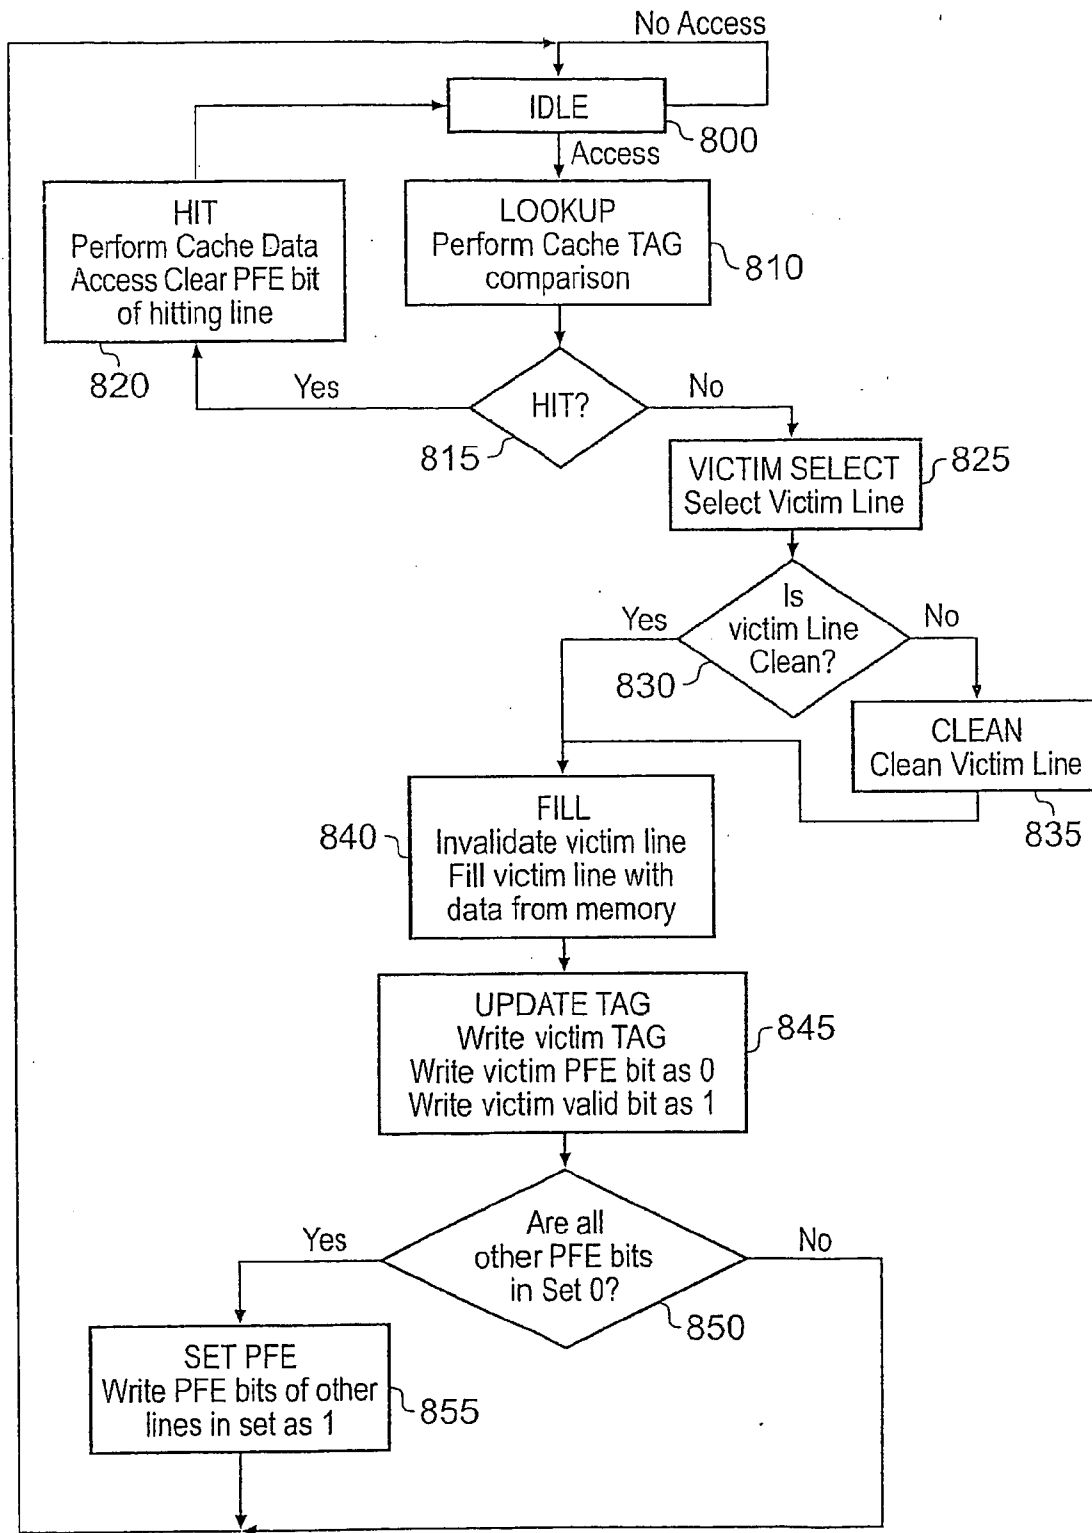 No Access
IDLE
800
Access
HIT
Perform Cache Data
Access Clear PFE bit
of hitting line
820
LOOKUP
Perform Cache TAG
comparison
810
Yes
HIT?
815
No
VICTIM SELECT
Select Victim Line
825
Yes
Is
victim Line
Clean?
830
No
CLEAN
Clean Victim Line
835
FILL
Invalidate victim line
Fill victim line with
data from memory
840
UPDATE TAG
Write victim TAG
Write victim PFE bit as 0
Write victim valid bit as 1
845
Yes
Are all
other PFE bits
in Set 0?
850
No
SET PFE
Write PFE bits of other
lines in set as 1
855